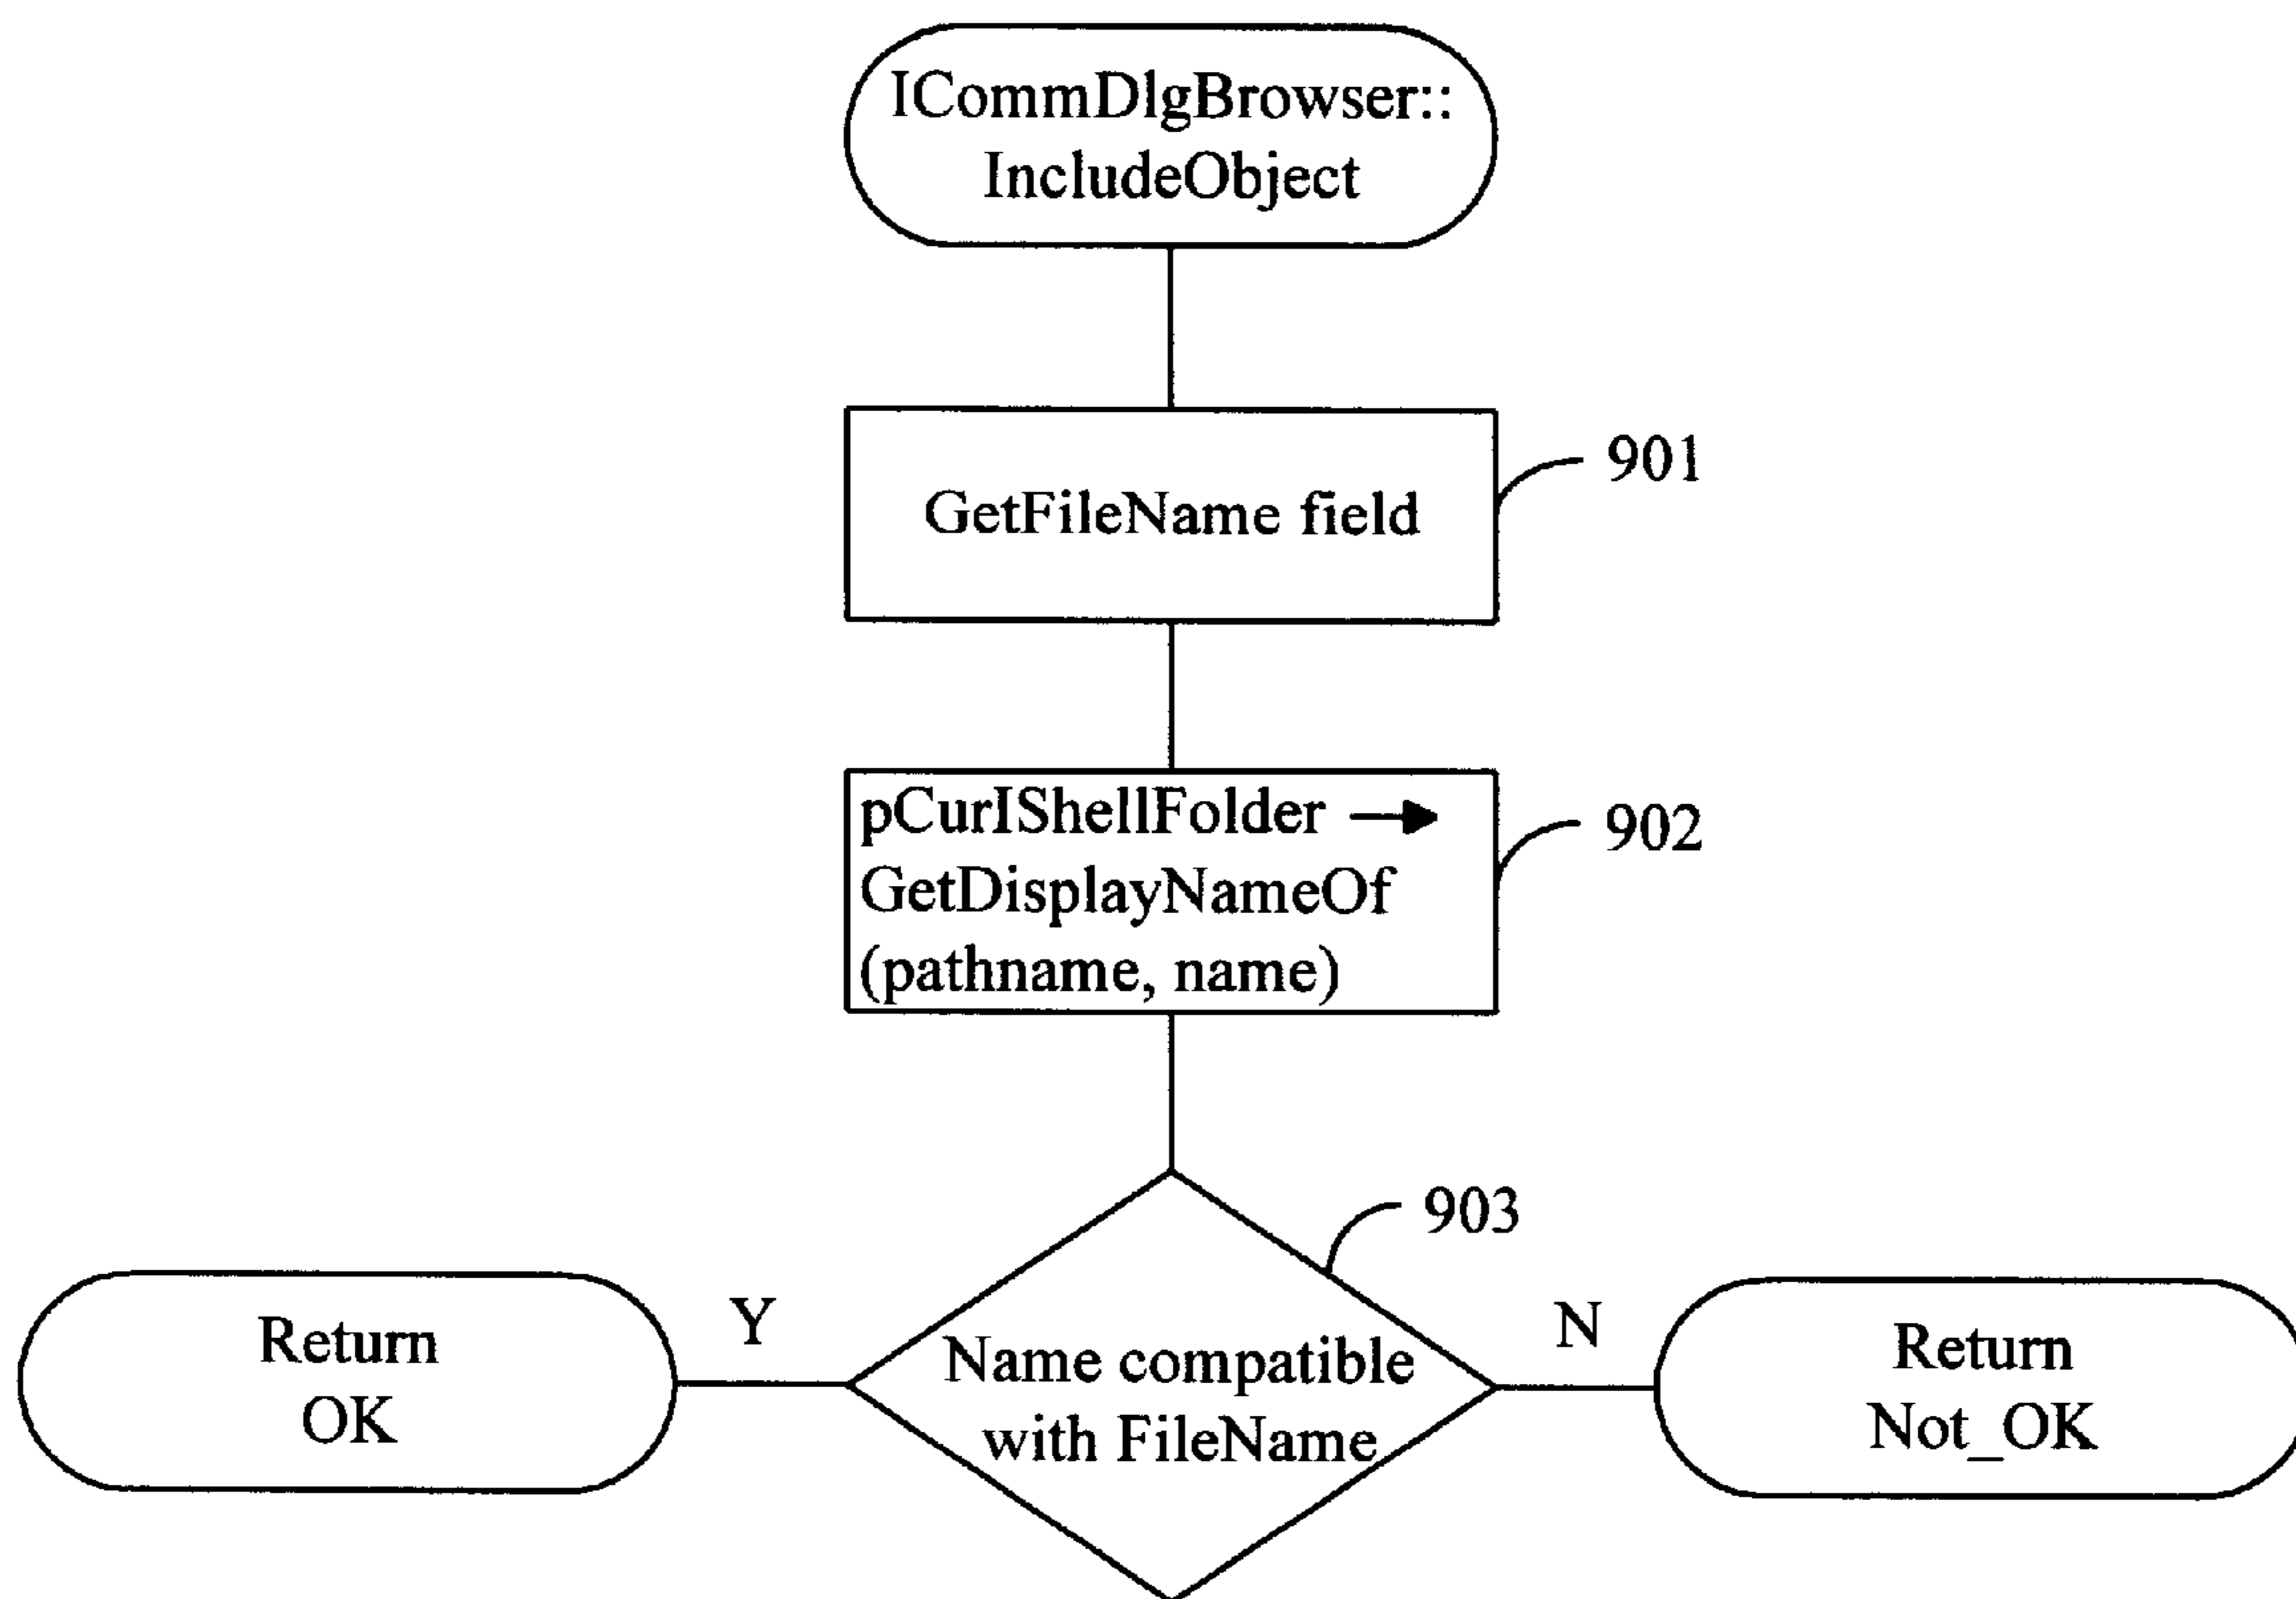 ICommDlgBrowser::
IncludeObject
GetFileName field
901
pCurIShellFolder →
GetDisplayNameOf
(pathname, name)
902
903
Name compatible
with FileName
Y
N
Return
OK
Return
Not_OK